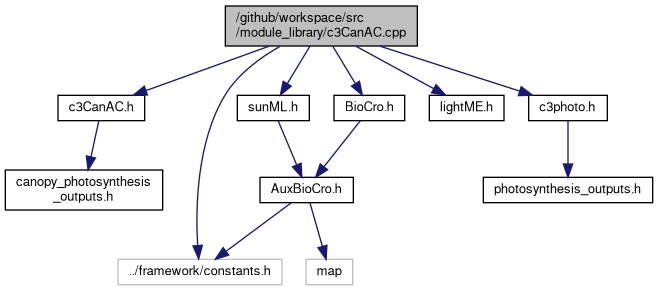 /github/workspace/src
/module_library/c3CanAC.cpp
c3CanAC.h
sunML.h
BioCro.h
lightME.h
c3photo.h
canopy_photosynthesis
_outputs.h
AuxBioCro.h
photosynthesis_outputs.h
../framework/constants.h
map